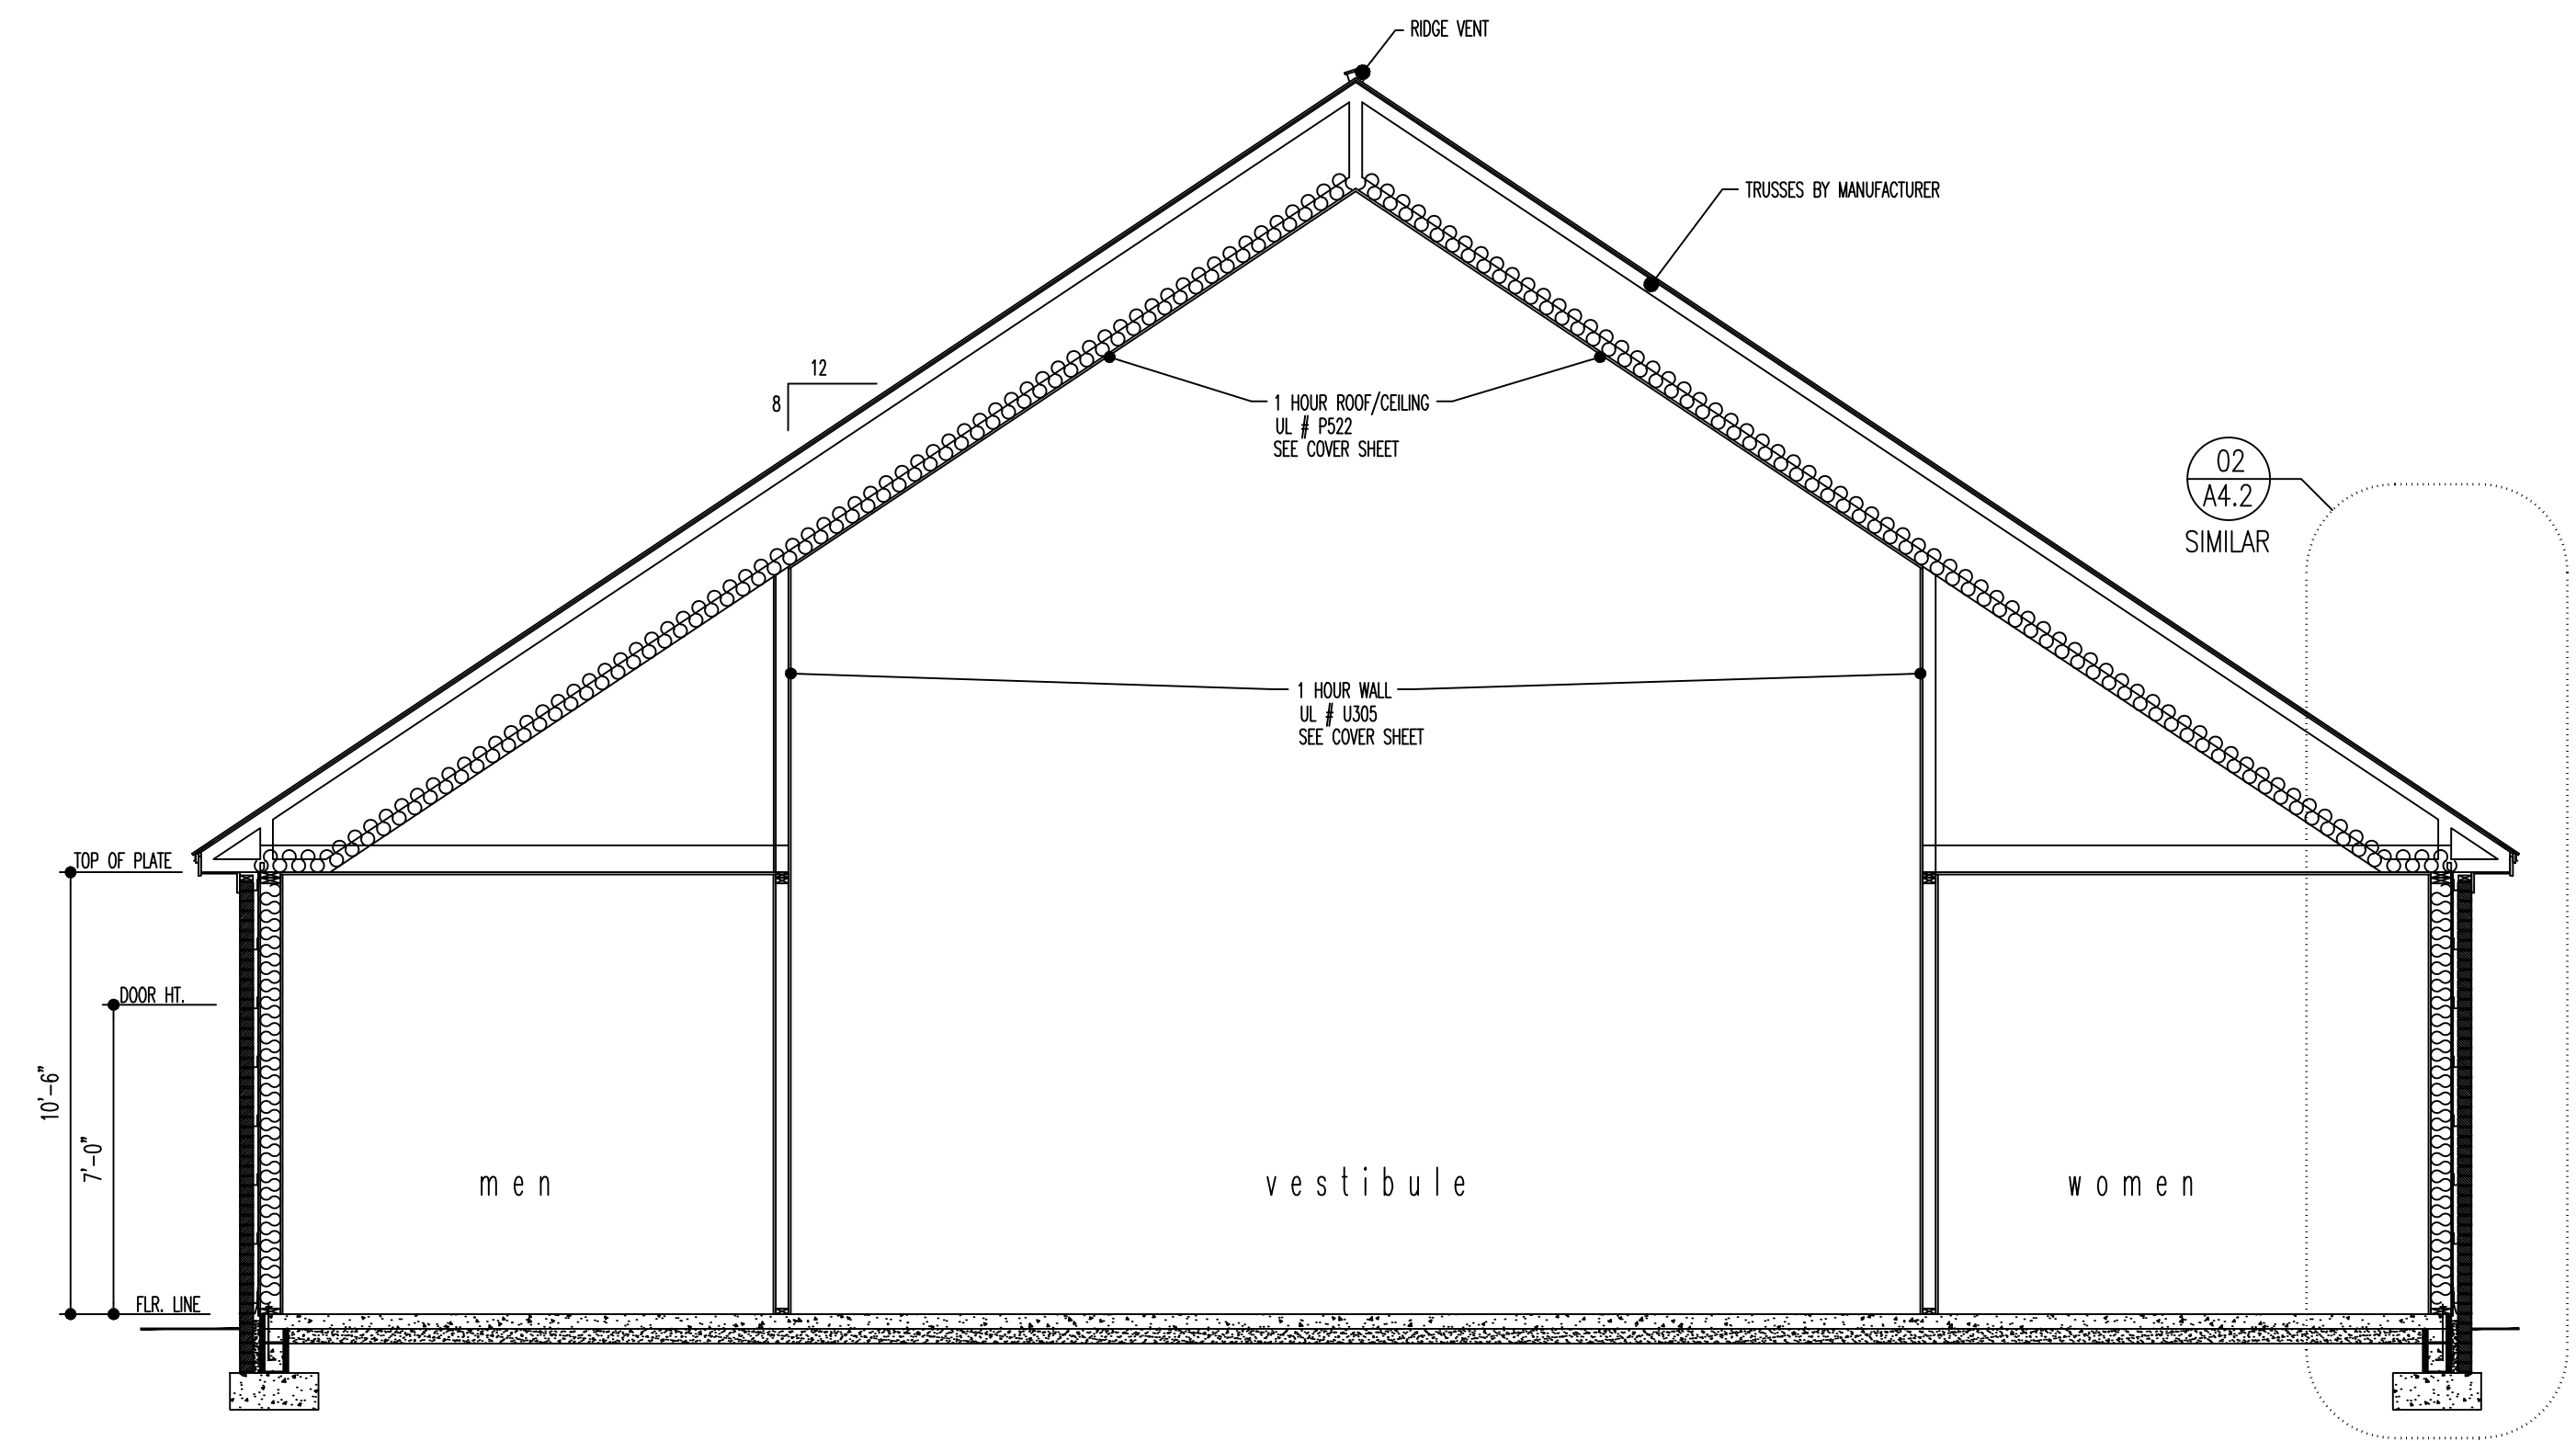 RIDGE VENT
TRUSSES BY MANUFACTURER
12
8
1 HOUR ROOF/CEILING
UL # P522
SEE COVER SHEET
02
A4.2
SIMILAR
1 HOUR WALL
UL # U305
SEE COVER SHEET
TOP OF PLATE
DOOR HT.
10'-6"
7'-0"
men
vestibule
women
FLR. LINE